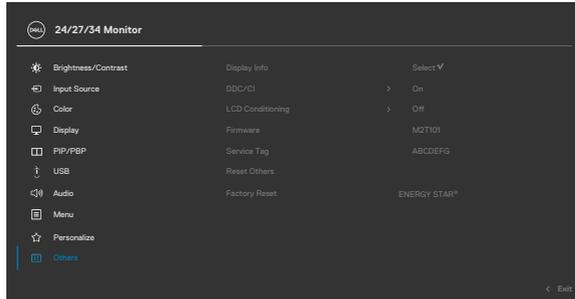 DELL 24/27/34 Monitor
Brightness/Contrast Display Info Select
Input Source DDC/CI > On
Color LCD Conditioning > Off
Display Firmware M2T101
PIP/PBP Service Tag ABCDEFG
USB Reset Others
Audio Factory Reset ENERGY STAR®
Menu
Personalize
Others
< Exit